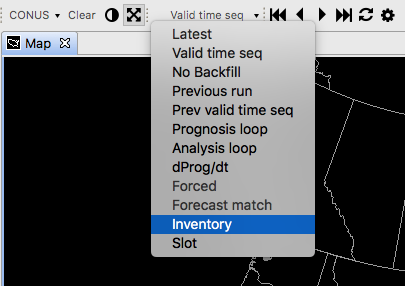 CONUS Clear Valid time seq
Map
Latest
Valid time seq
No Backfill
Previous run
Prev valid time seq
Prognosis loop
Analysis loop
dProg/dt
Forced
Forecast match
Inventory
Slot